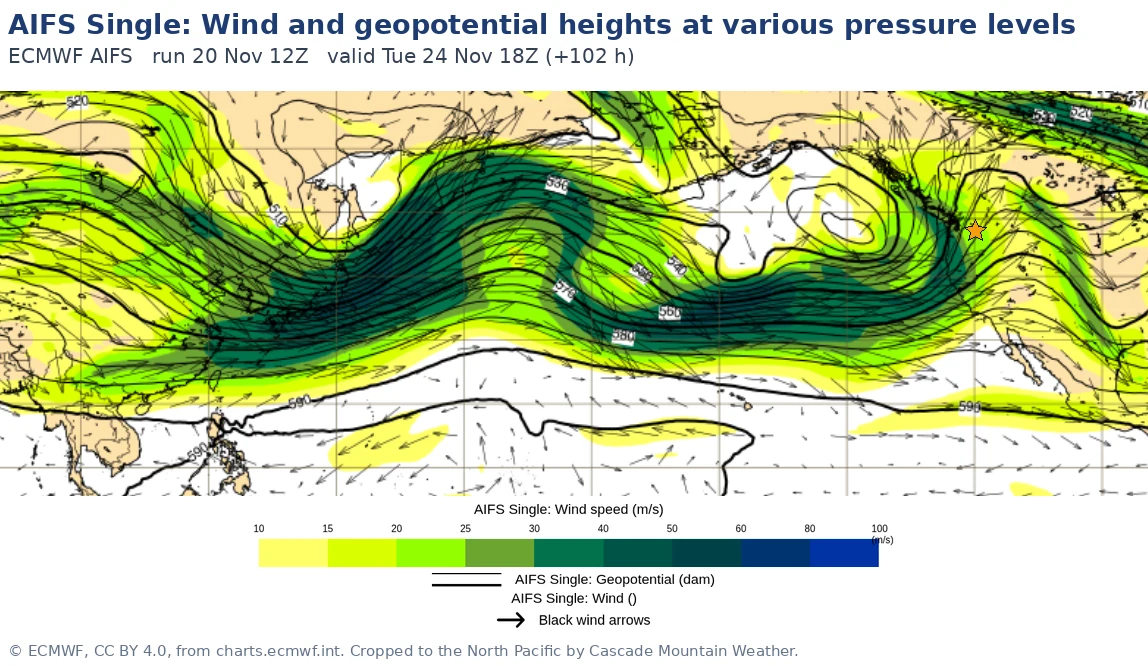 AIFS Single: Wind and geopotential heights at various pressure levels
ECMWF AIFS   run 20 Nov 12Z   valid Tue 24 Nov 18Z (+102 h)
520
530
520
510
530
510
540
570
560
580
590
590
590
AIFS Single: Wind speed (m/s)
10 15 20 25 30 40 50 60 80 100
(m/s)
AIFS Single: Geopotential (dam)
AIFS Single: Wind ()
Black wind arrows
© ECMWF, CC BY 4.0, from charts.ecmwf.int. Cropped to the North Pacific by Cascade Mountain Weather.